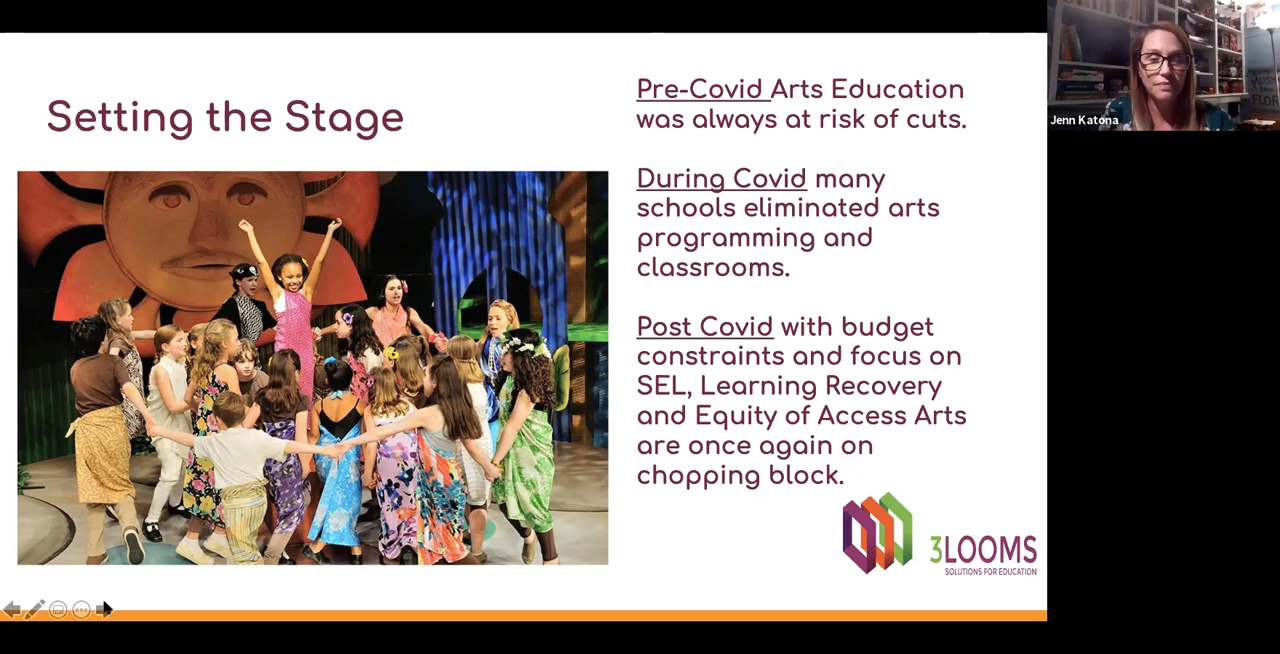 Setting the Stage
Pre-Covid Arts Education
was always at risk of cuts.
During Covid many
schools eliminated arts
programming and
classrooms.
Post Covid with budget
constraints and focus on
SEL, Learning Recovery
and Equity of Access Arts
are once again on
chopping block.
3LOOMS
SOLUTIONS FOR EDUCATION
Jenn Katona